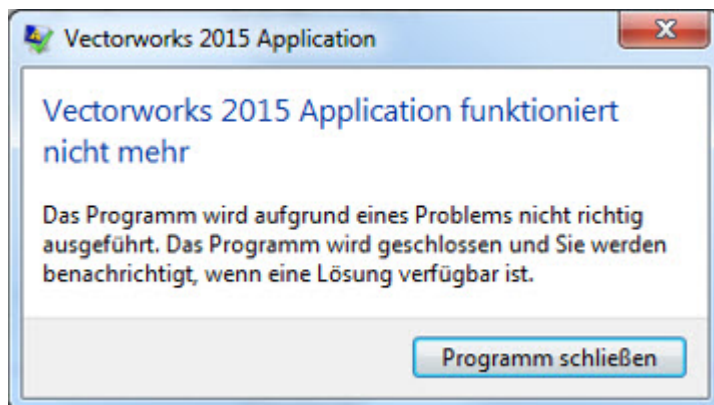 Vectorworks 2015 Application
Vectorworks 2015 Application funktioniert
nicht mehr
Das Programm wird aufgrund eines Problems nicht richtig
ausgeführt. Das Programm wird geschlossen und Sie werden
benachrichtigt, wenn eine Lösung verfügbar ist.
Programm schließen